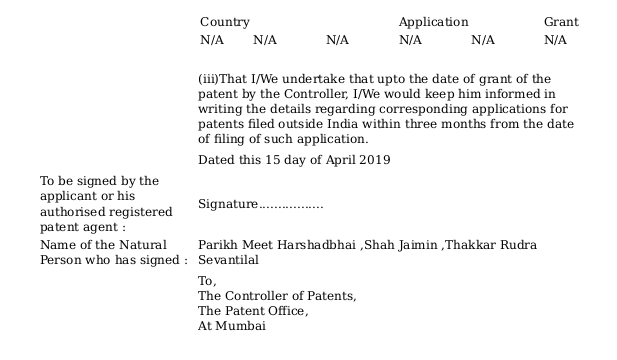 Country Application Grant
N/A N/A N/A N/A N/A N/A
(iii)That I/We undertake that upto the date of grant of the
patent by the Controller, I/We would keep him informed in
writing the details regarding corresponding applications for
patents filed outside India within three months from the date
of filing of such application.
Dated this 15 day of April 2019
To be signed by the
applicant or his
authorised registered
patent agent :
Signature.................
Name of the Natural
Person who has signed :
Parikh Meet Harshadbhai ,Shah Jaimin ,Thakkar Rudra
Sevantilal
To,
The Controller of Patents,
The Patent Office,
At Mumbai